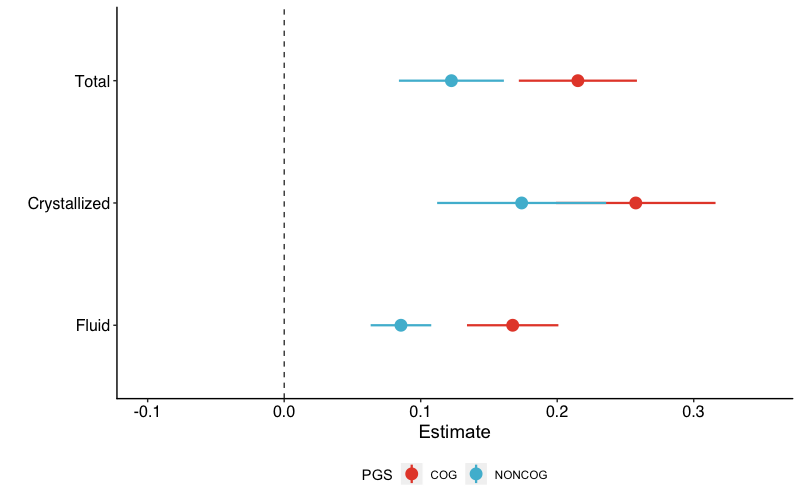 Total
Crystallized
Fluid
-0.1 0.0 0.1 0.2 0.3
Estimate
PGS COG NONCOG